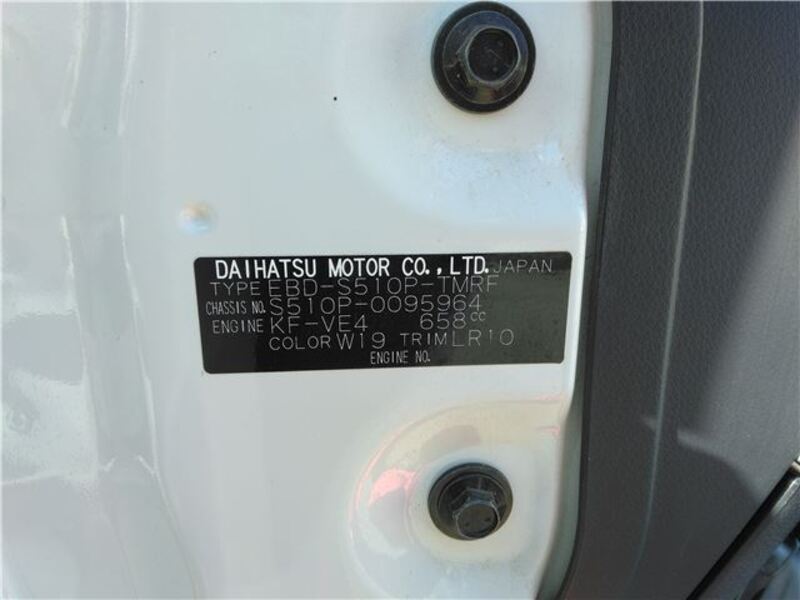 DAIHATSU MOTOR CO.,LTD. JAPAN
TYPE EBD-S510P-TMRF
CHASSIS NO. S510P-0095964
ENGINE KF-VE4 658cc
COLOR W19 TRIM LR10
ENGINE NO.